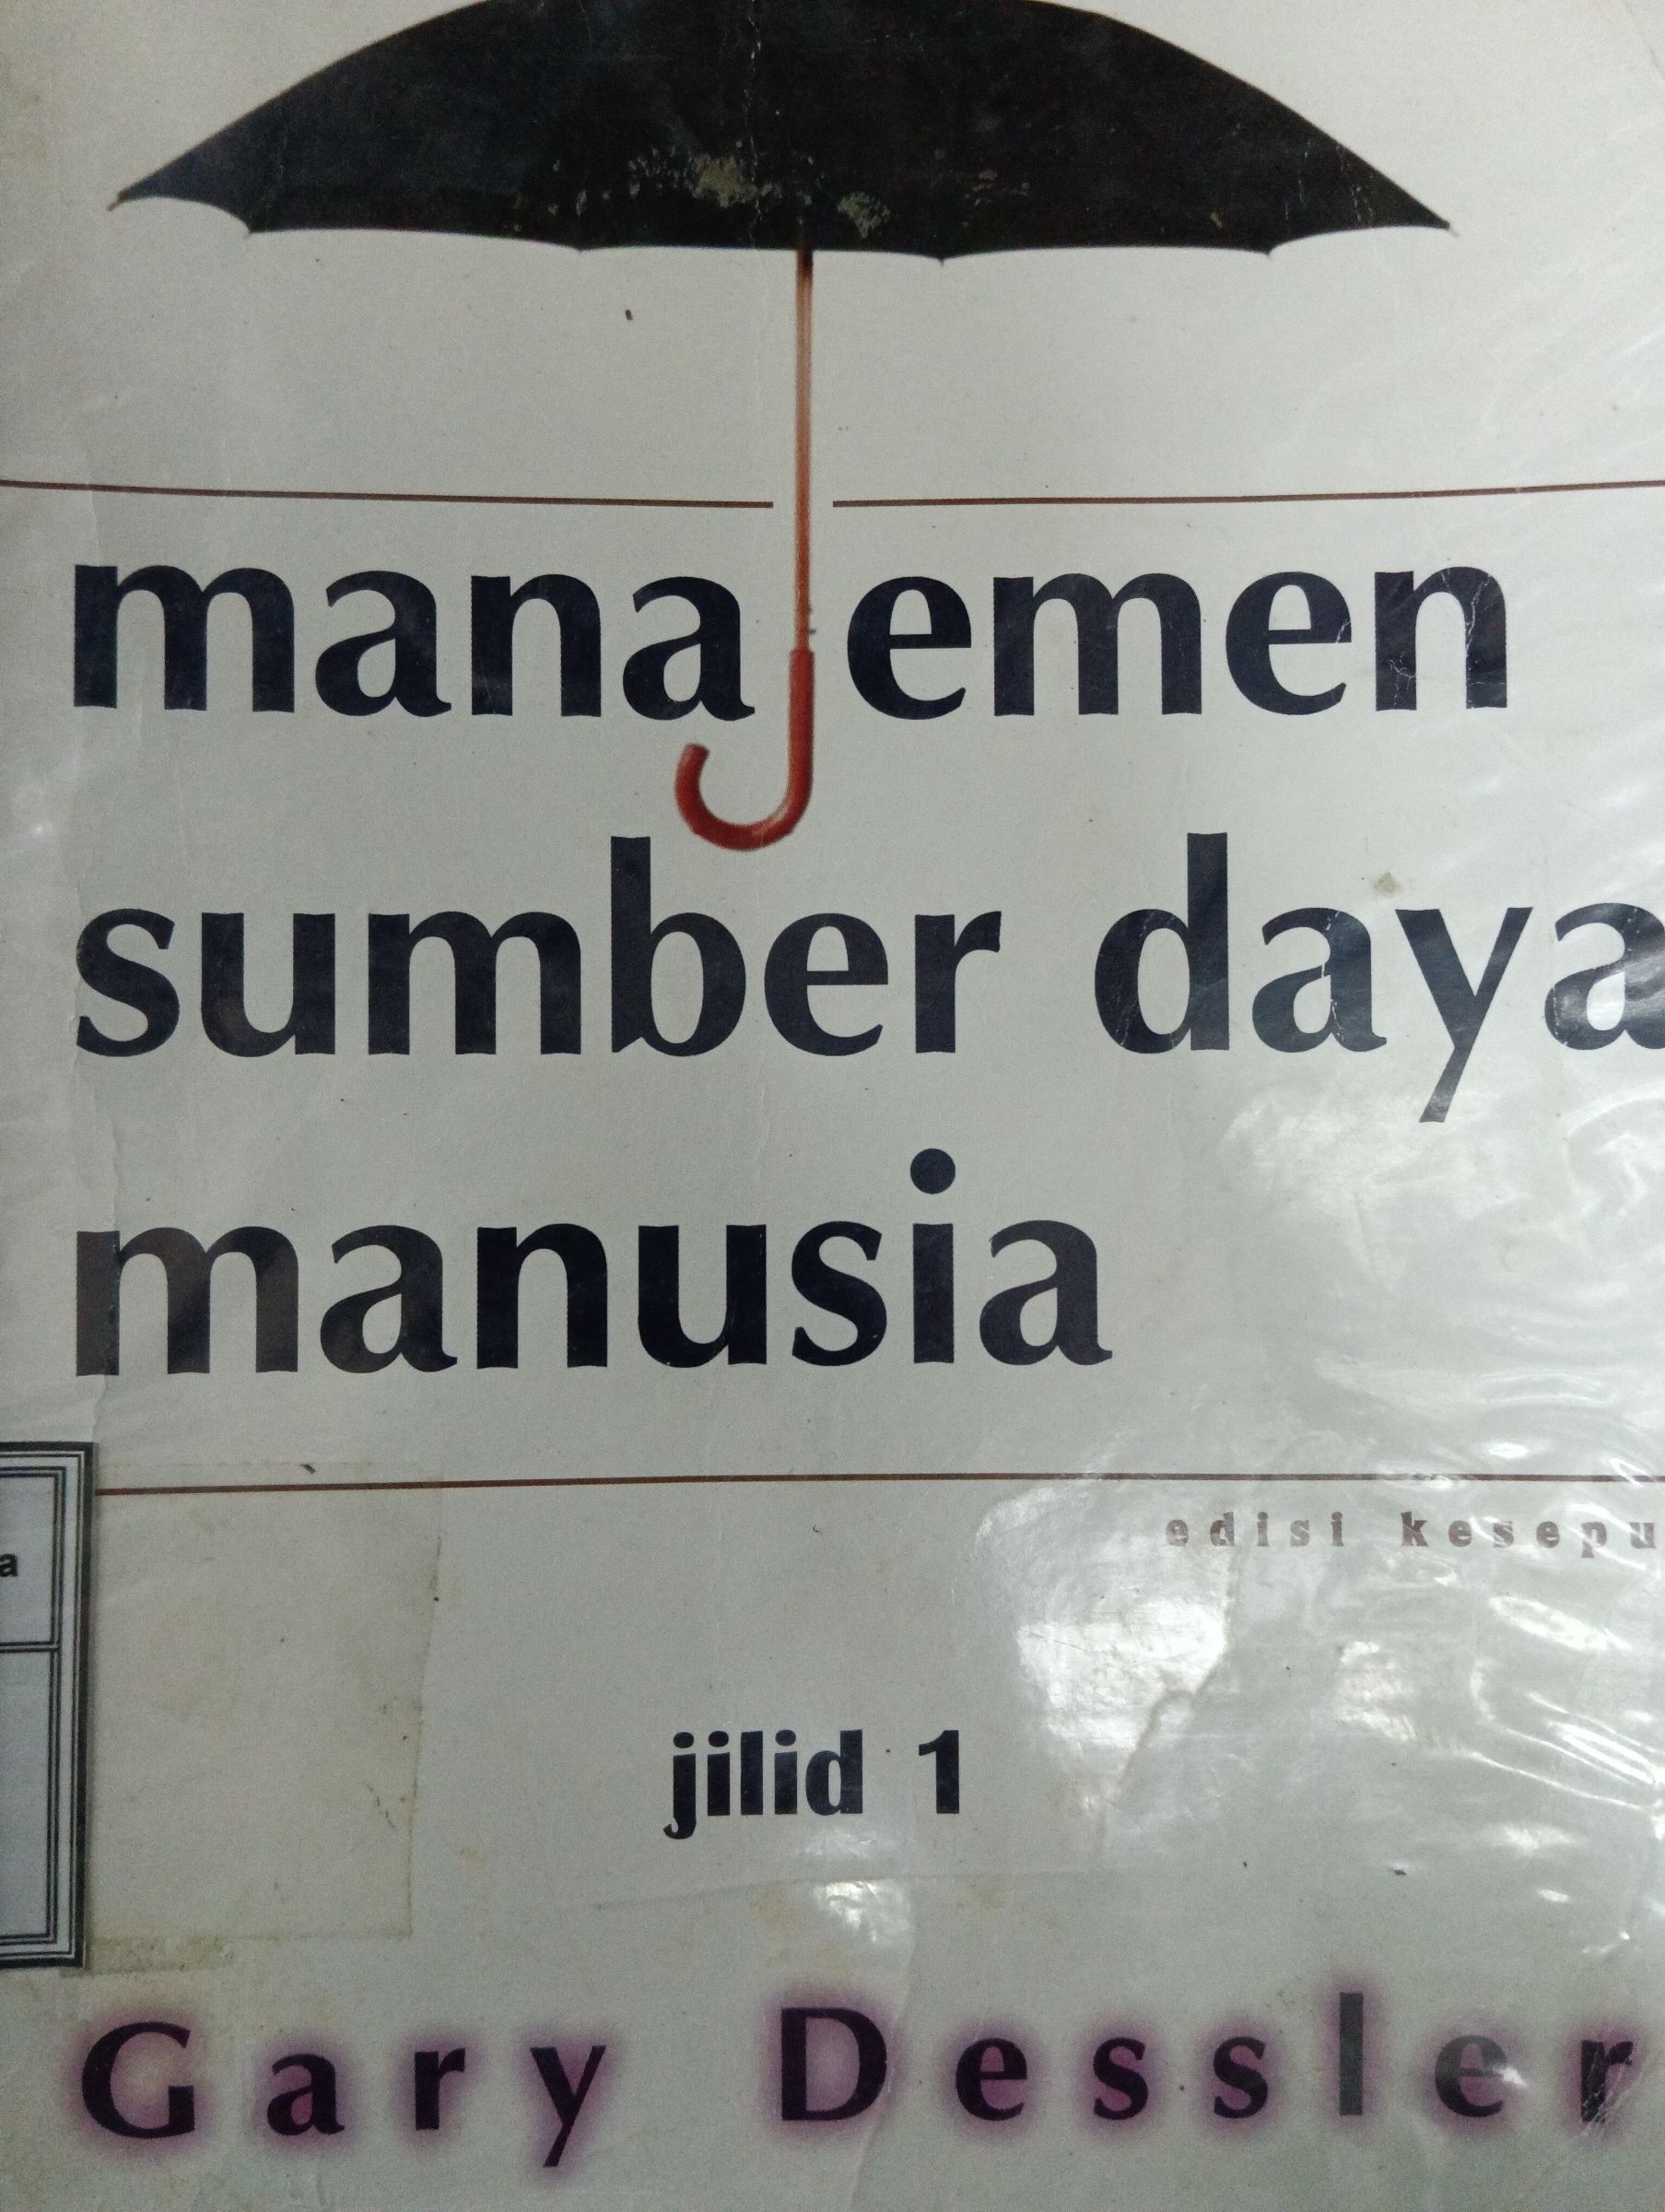 manajemen
sumber daya
manusia
edisi kesepu
jilid 1
a
Gary Dessler